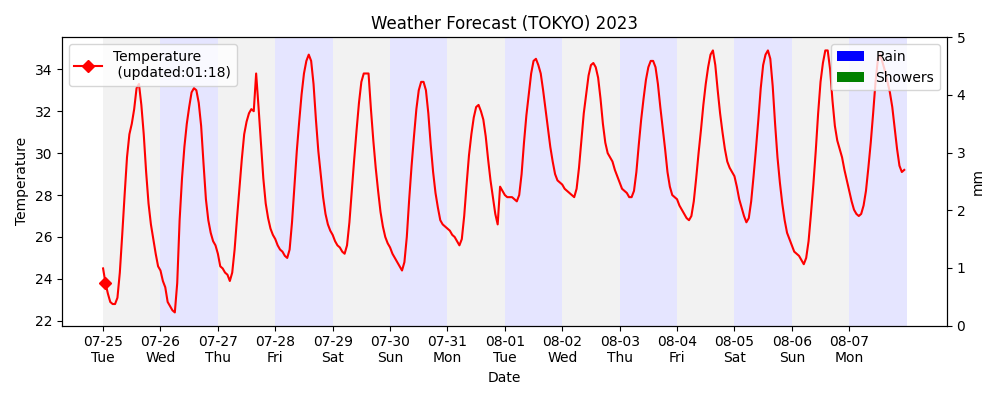 Weather Forecast (TOKYO) 2023
Temperature
(updated:01:18)
Rain
Showers
34
32
30
28
26
24
22
Temperature
5
4
3
2
1
0
mm
07-25 07-26 07-27 07-28 07-29 07-30 07-31 08-01 08-02 08-03 08-04 08-05 08-06 08-07
Tue Wed Thu Fri Sat Sun Mon Tue Wed Thu Fri Sat Sun Mon
Date